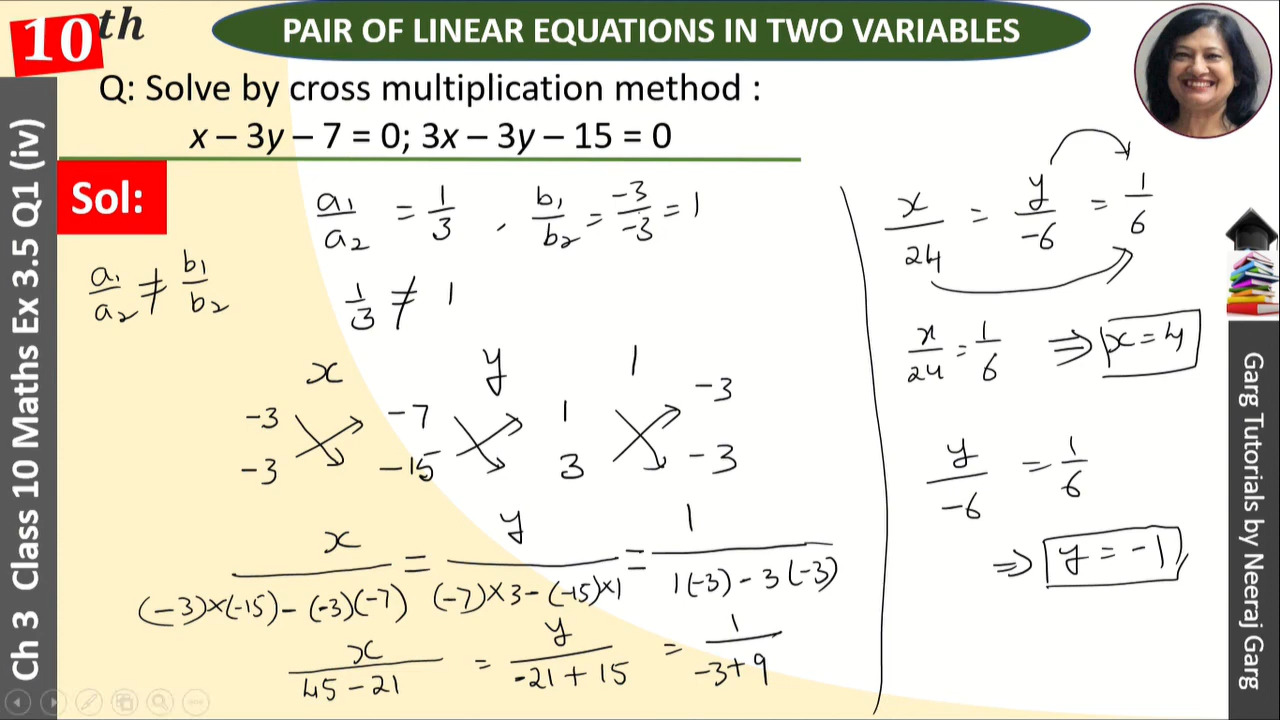 10th
PAIR OF LINEAR EQUATIONS IN TWO VARIABLES
Q: Solve by cross multiplication method :
x – 3y – 7 = 0; 3x – 3y – 15 = 0
Sol:
a₁/a₂ = 1/3 , b₁/b₂ = -3/-3 = 1
a₁/a₂ ≠ b₁/b₂
1/3 ≠ 1
x y 1
-3 -7 1 -3
-3 -15 3 -3
x/((-3)×(-15) - (-3)(-7)) = y/((-7)×3 - (-15)×1) = 1/(1(-3) - 3(-3))
x/(45-21) = y/(-21+15) = 1/(-3+9)
x/24 = y/-6 = 1/6
x/24 = 1/6 ⇒ x = 4
y/-6 = 1/6
⇒ y = -1
Ch 3 Class 10 Maths Ex 3.5 Q1 (iv)
Garg Tutorials by Neeraj Garg